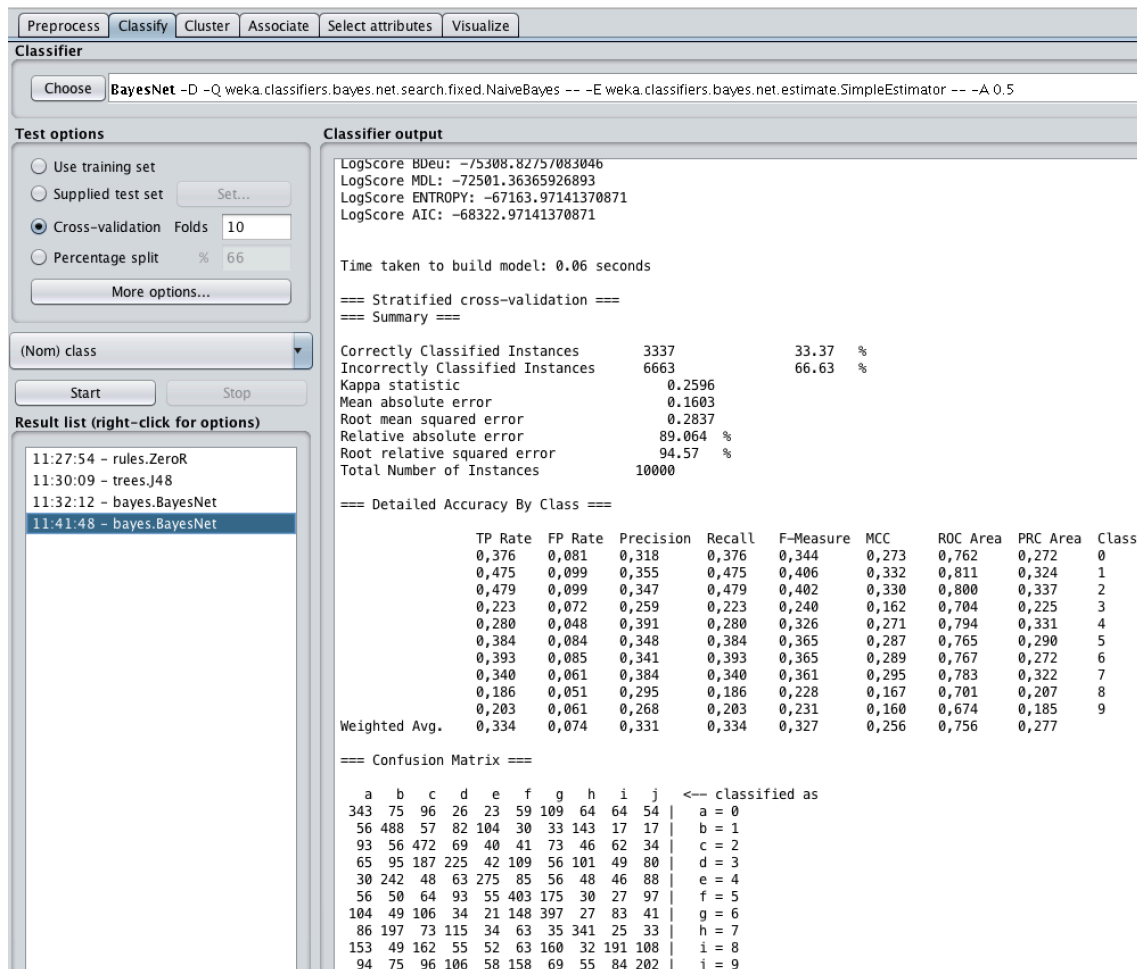 Preprocess Classify Cluster Associate Select attributes Visualize
Classifier
Choose BayesNet -D -Q weka.classifiers.bayes.net.search.fixed.NaiveBayes -- -E weka.classifiers.bayes.net.estimate.SimpleEstimator -- -A 0.5
Test options
Use training set
Supplied test set Set...
Cross-validation Folds 10
Percentage split % 66
More options...
(Nom) class
Start Stop
Result list (right-click for options)
11:27:54 - rules.ZeroR
11:30:09 - trees.J48
11:32:12 - bayes.BayesNet
11:41:48 - bayes.BayesNet
Classifier output
LogScore BDeu: -75308.82757083046
LogScore MDL: -72501.36365926893
LogScore ENTROPY: -67163.97141370871
LogScore AIC: -68322.97141370871
Time taken to build model: 0.06 seconds
=== Stratified cross-validation ===
=== Summary ===
Correctly Classified Instances 3337 33.37 %
Incorrectly Classified Instances 6663 66.63 %
Kappa statistic 0.2596
Mean absolute error 0.1603
Root mean squared error 0.2837
Relative absolute error 89.064 %
Root relative squared error 94.57 %
Total Number of Instances 10000
=== Detailed Accuracy By Class ===
TP Rate FP Rate Precision Recall F-Measure MCC ROC Area PRC Area Class
0,376 0,081 0,318 0,376 0,344 0,273 0,762 0,272 0
0,475 0,099 0,355 0,475 0,406 0,332 0,811 0,324 1
0,479 0,099 0,347 0,479 0,402 0,330 0,800 0,337 2
0,223 0,072 0,259 0,223 0,240 0,162 0,704 0,225 3
0,280 0,048 0,391 0,280 0,326 0,271 0,794 0,331 4
0,384 0,084 0,348 0,384 0,365 0,287 0,765 0,290 5
0,393 0,085 0,341 0,393 0,365 0,289 0,767 0,272 6
0,340 0,061 0,384 0,340 0,361 0,295 0,783 0,322 7
0,186 0,051 0,295 0,186 0,228 0,167 0,701 0,207 8
0,203 0,061 0,268 0,203 0,231 0,160 0,674 0,185 9
Weighted Avg. 0,334 0,074 0,331 0,334 0,327 0,256 0,756 0,277
=== Confusion Matrix ===
a b c d e f g h i j <-- classified as
343 75 96 26 23 59 109 64 64 54 | a = 0
56 488 57 82 104 30 33 143 17 17 | b = 1
93 56 472 69 40 41 73 46 62 34 | c = 2
65 95 187 225 42 109 56 101 49 80 | d = 3
30 242 48 63 275 85 56 48 46 88 | e = 4
56 50 64 93 55 403 175 30 27 97 | f = 5
104 49 106 34 21 148 397 27 83 41 | g = 6
86 197 73 115 34 63 35 341 25 33 | h = 7
153 49 162 55 52 63 160 32 191 108 | i = 8
94 75 96 106 58 158 69 55 84 202 | j = 9